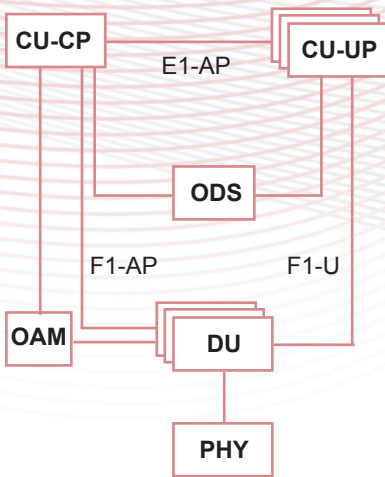 CU-CP
CU-UP
E1-AP
ODS
F1-AP
F1-U
OAM
DU
PHY